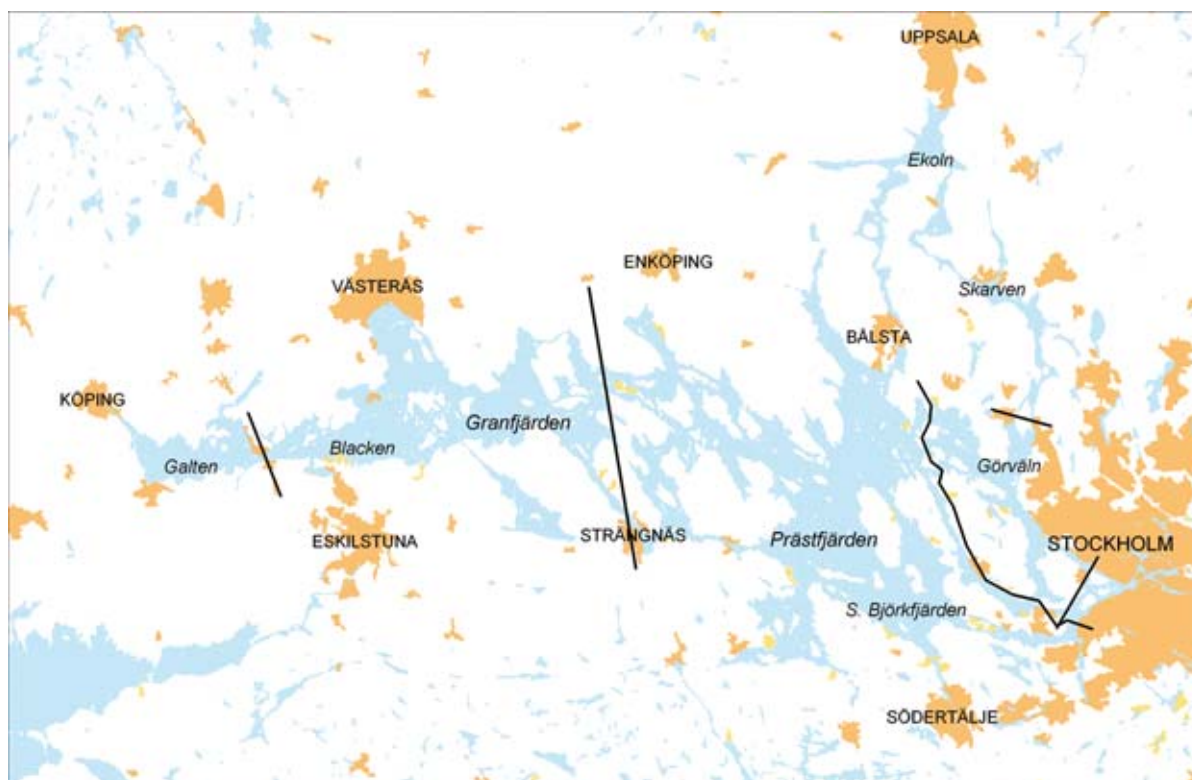 UPPSALA
Ekoln
ENKÖPING
VÄSTERÅS
Skarven
BÅLSTA
KÖPING
Granfjärden
Blacken
Galten
Görväln
STRÄNGNÄS
ESKILSTUNA
Prästfjärden
STOCKHOLM
S. Björkfjärden
SÖDERTÄLJE